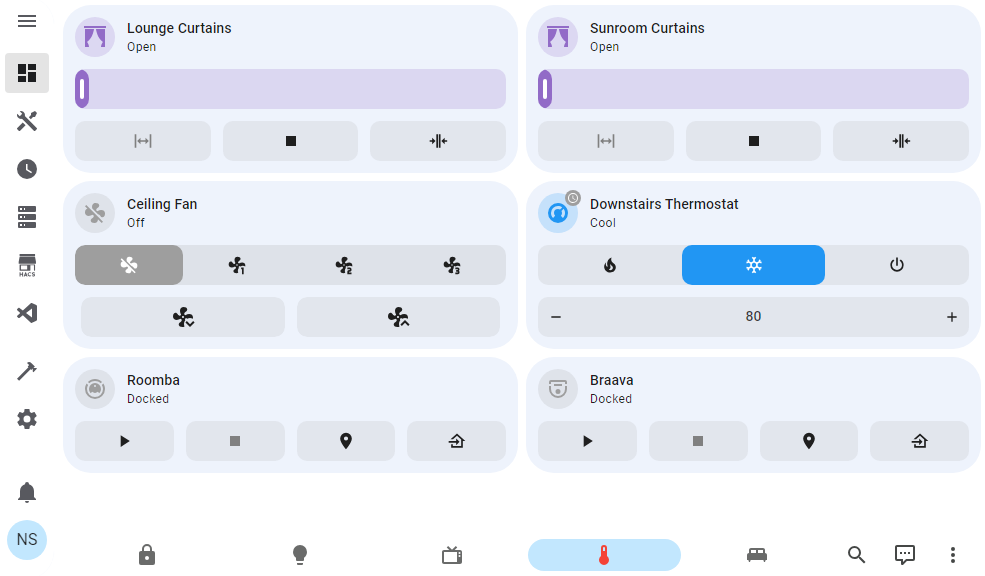 Lounge Curtains
Open
Sunroom Curtains
Open
Ceiling Fan
Off
1
2
3
Downstairs Thermostat
Cool
80
Roomba
Docked
Braava
Docked
HACS
NS